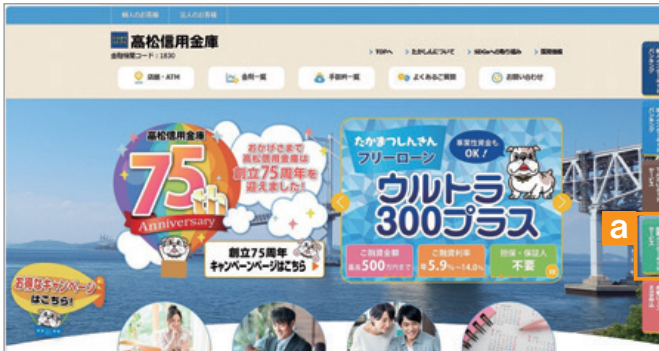 個人のお客様 法人のお客様
高松信用金庫
金融機関コード：1830
TOPへ たかしんについて SDGsへの取り組み 採用情報
店舗・ATM 金利一覧 手数料一覧 よくあるご質問 お問い合わせ
高松信用金庫
75th
Anniversary
おかげさまで
高松信用金庫は
創立75周年を
迎えました！
創立75周年
キャンペーンページはこちら
たかまつしんきん
フリーローン
事業性資金も
OK！
ウルトラ
300プラス
ご融資金額
最高500万円まで
ご融資利率
年5.9%～14.0%
担保・保証人
不要
お得なキャンペーン
はこちら！
a